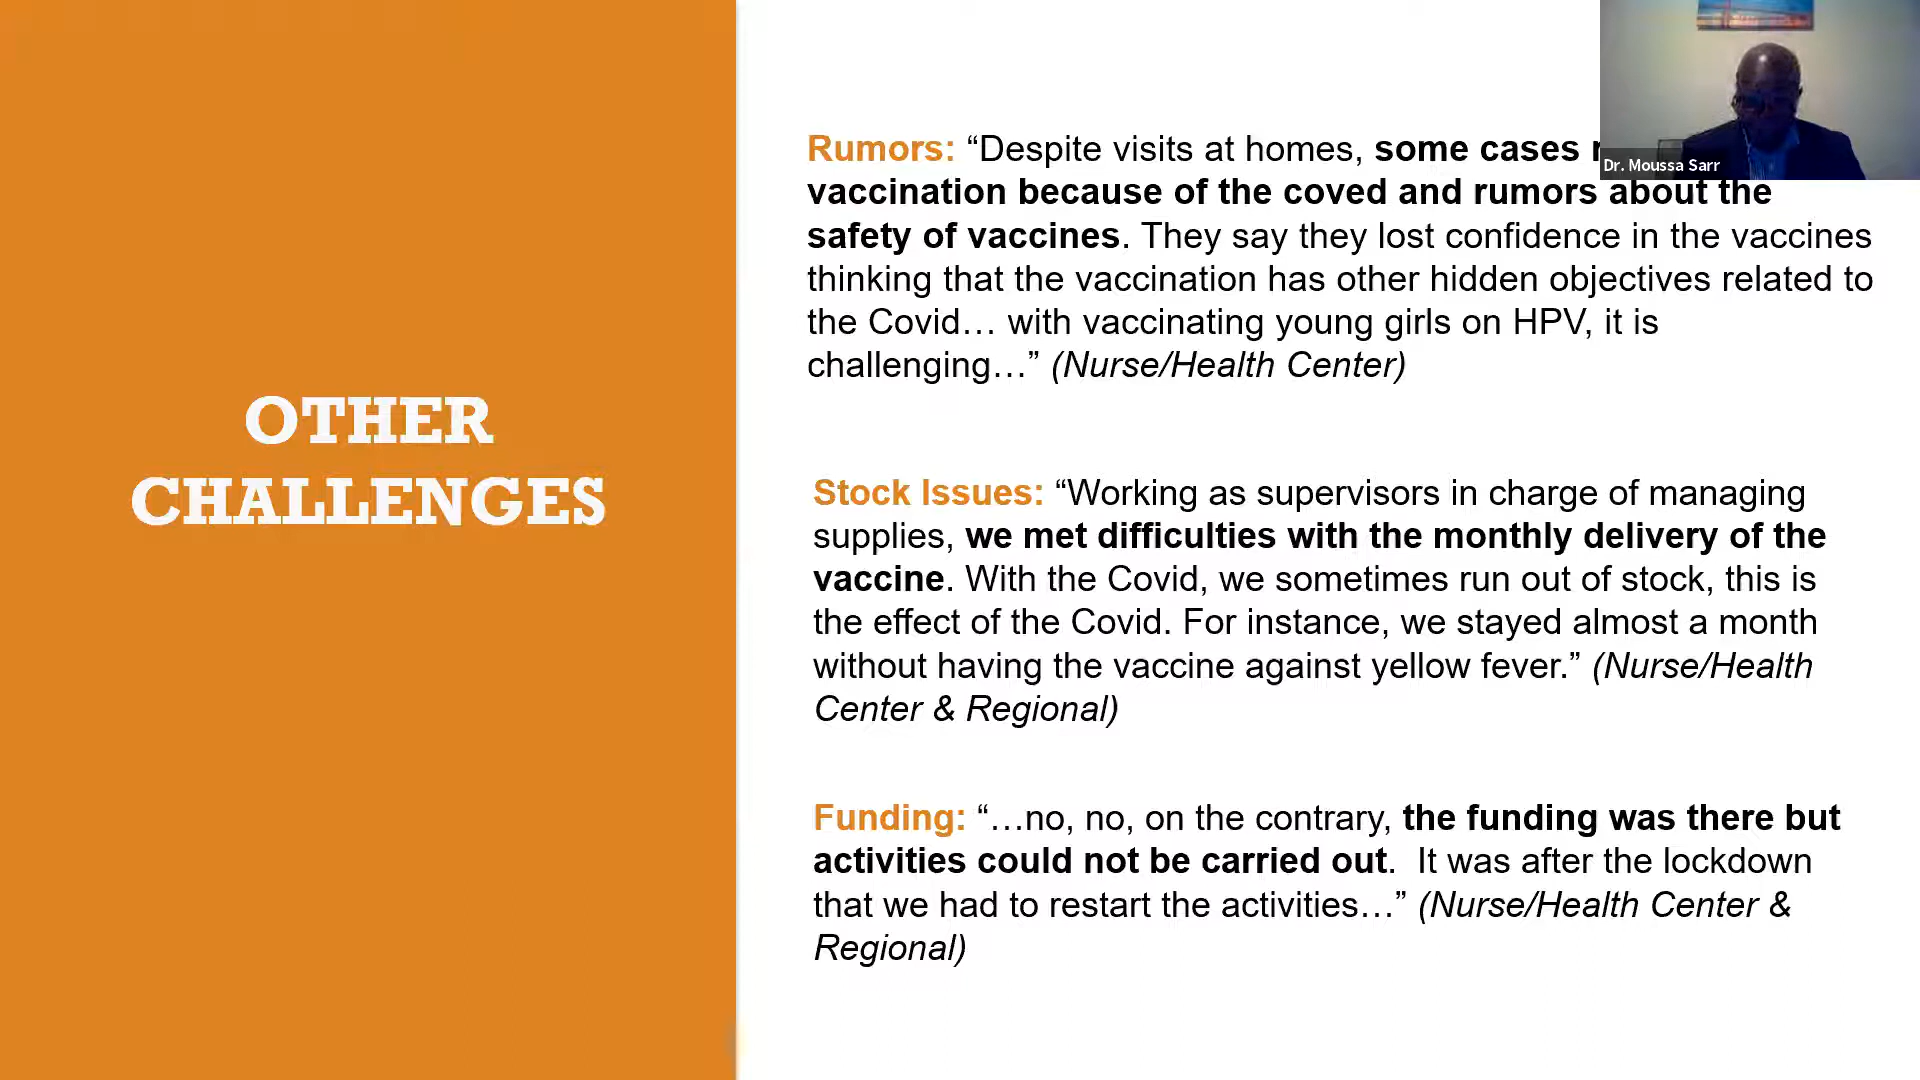 OTHER
CHALLENGES
Rumors: “Despite visits at homes, some cases
vaccination because of the coved and rumors about the
safety of vaccines. They say they lost confidence in the vaccines
thinking that the vaccination has other hidden objectives related to
the Covid… with vaccinating young girls on HPV, it is
challenging…” (Nurse/Health Center)
Stock Issues: “Working as supervisors in charge of managing
supplies, we met difficulties with the monthly delivery of the
vaccine. With the Covid, we sometimes run out of stock, this is
the effect of the Covid. For instance, we stayed almost a month
without having the vaccine against yellow fever.” (Nurse/Health
Center & Regional)
Funding: “…no, no, on the contrary, the funding was there but
activities could not be carried out.  It was after the lockdown
that we had to restart the activities…” (Nurse/Health Center &
Regional)
Dr. Moussa Sarr